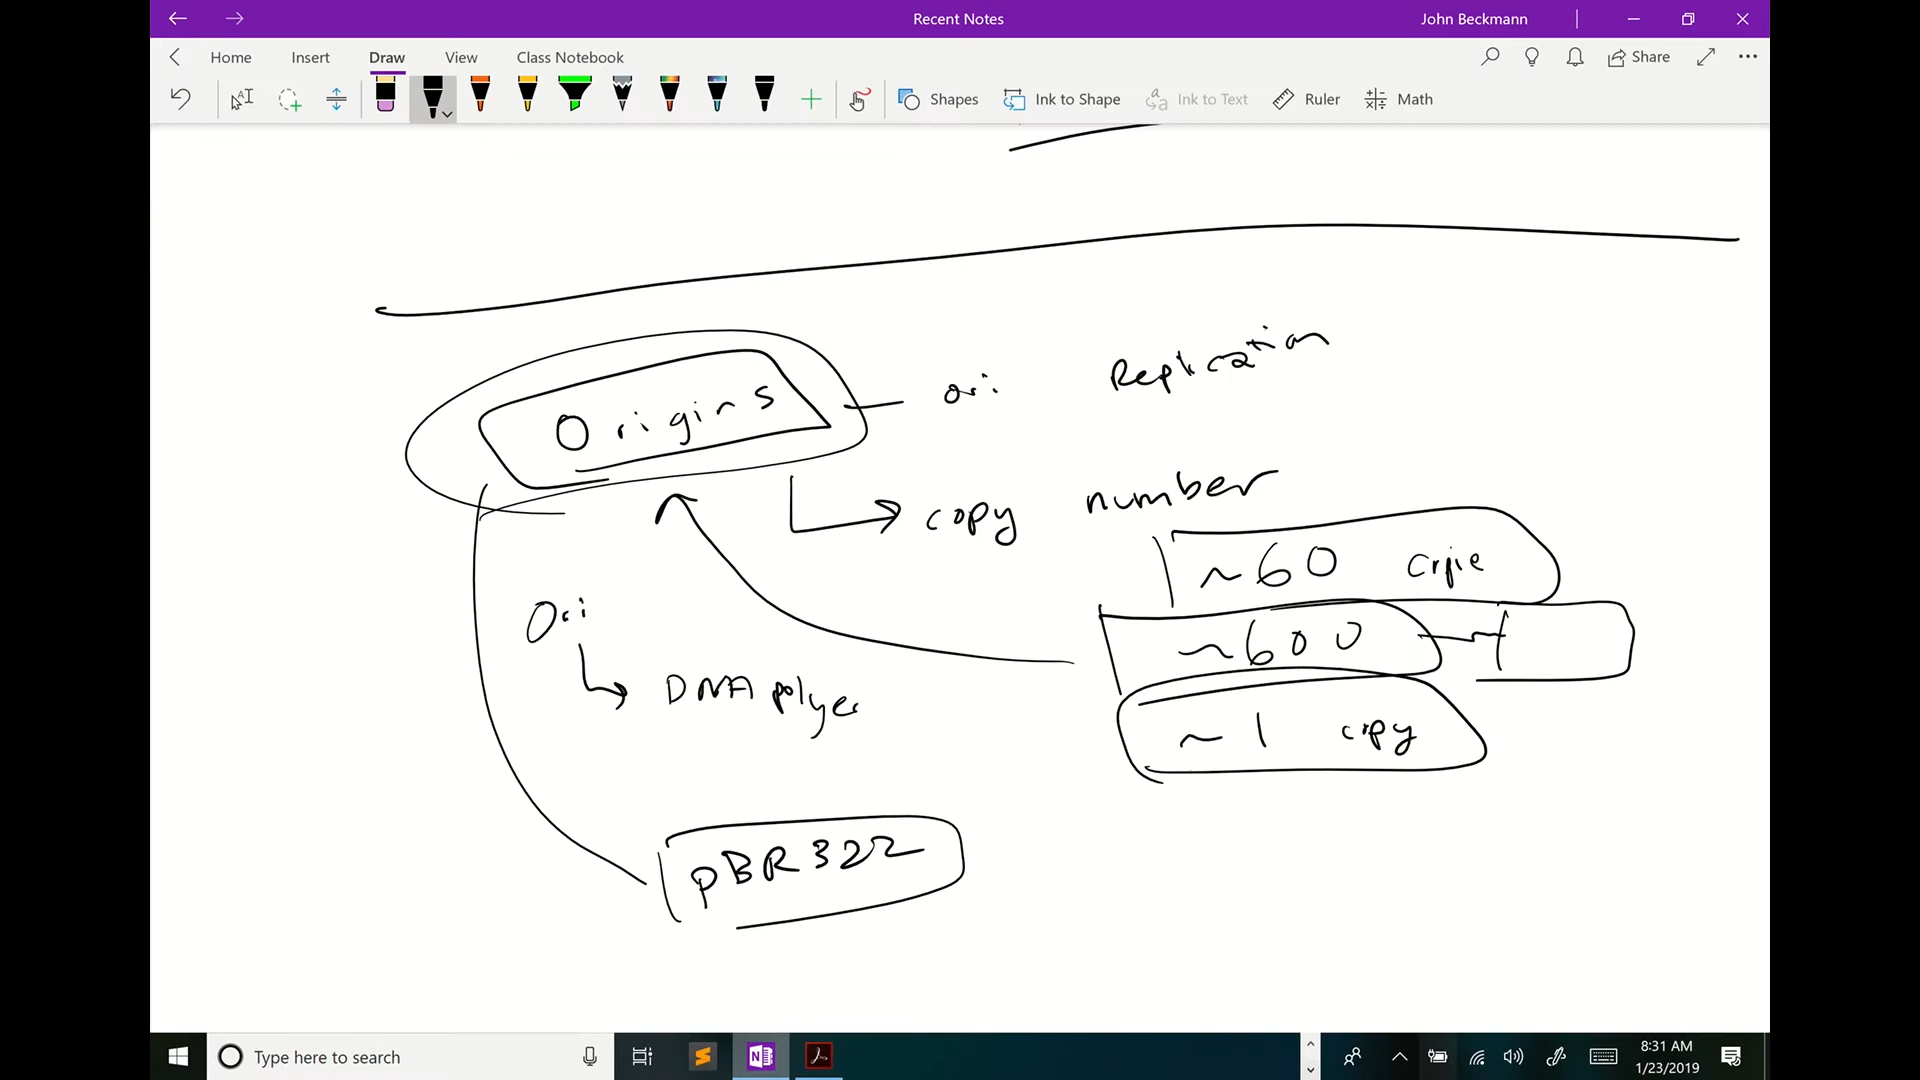 Recent Notes
John Beckmann
Home Insert Draw View Class Notebook
Share
Shapes Ink to Shape Ink to Text Ruler Math
Origins
ori Replication
copy number
~60 copie
Ori
~600
DNA polyer
~1 copy
pBR322
Type here to search
8:31 AM
1/23/2019